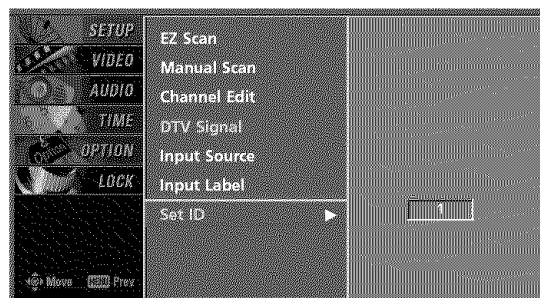 SETUP
VIDEO
AUDIO
TIME
OPTION
LOCK
EZ Scan
Manual Scan
Channel Edit
DTV Signal
Input Source
Input Label
Set ID
1
Option
Move MENU Prev